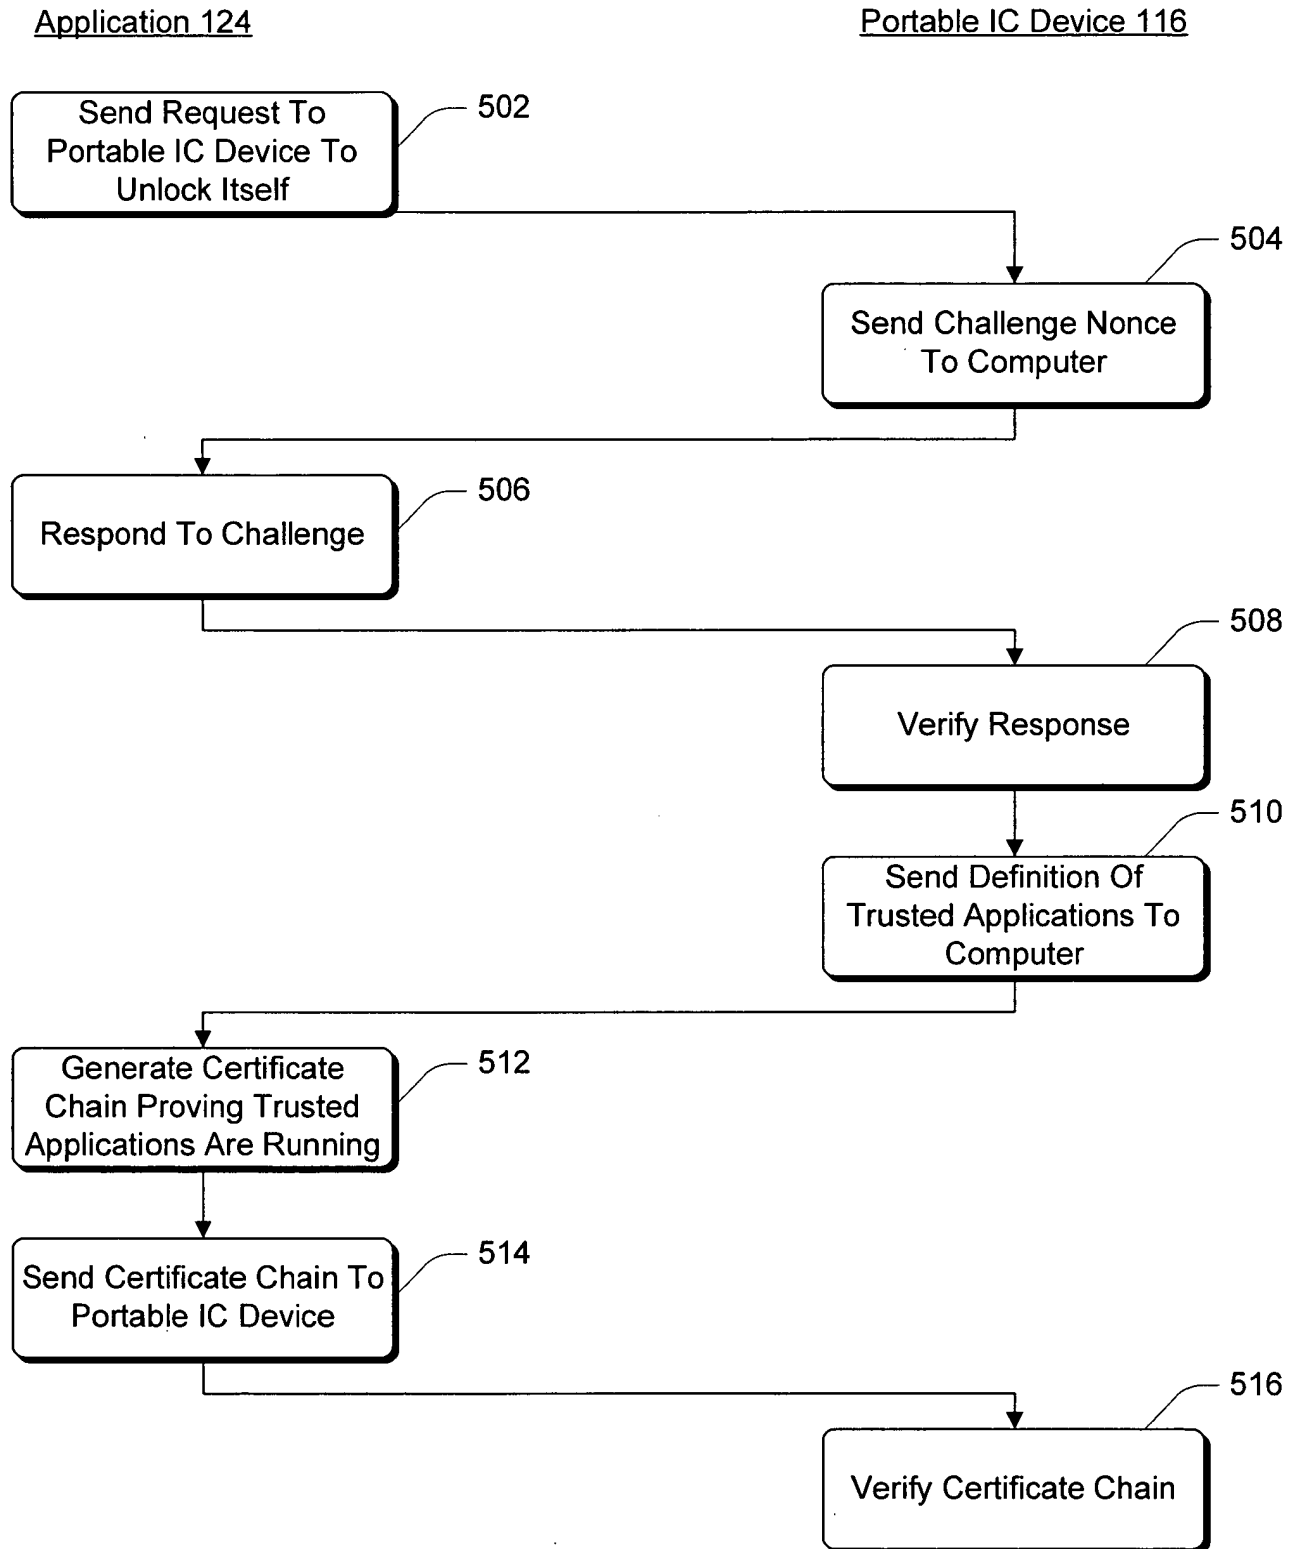 Application 124
Portable IC Device 116
Send Request To
Portable IC Device To
Unlock Itself
502
504
Send Challenge Nonce
To Computer
506
Respond To Challenge
508
Verify Response
510
Send Definition Of
Trusted Applications To
Computer
512
Generate Certificate
Chain Proving Trusted
Applications Are Running
514
Send Certificate Chain To
Portable IC Device
516
Verify Certificate Chain